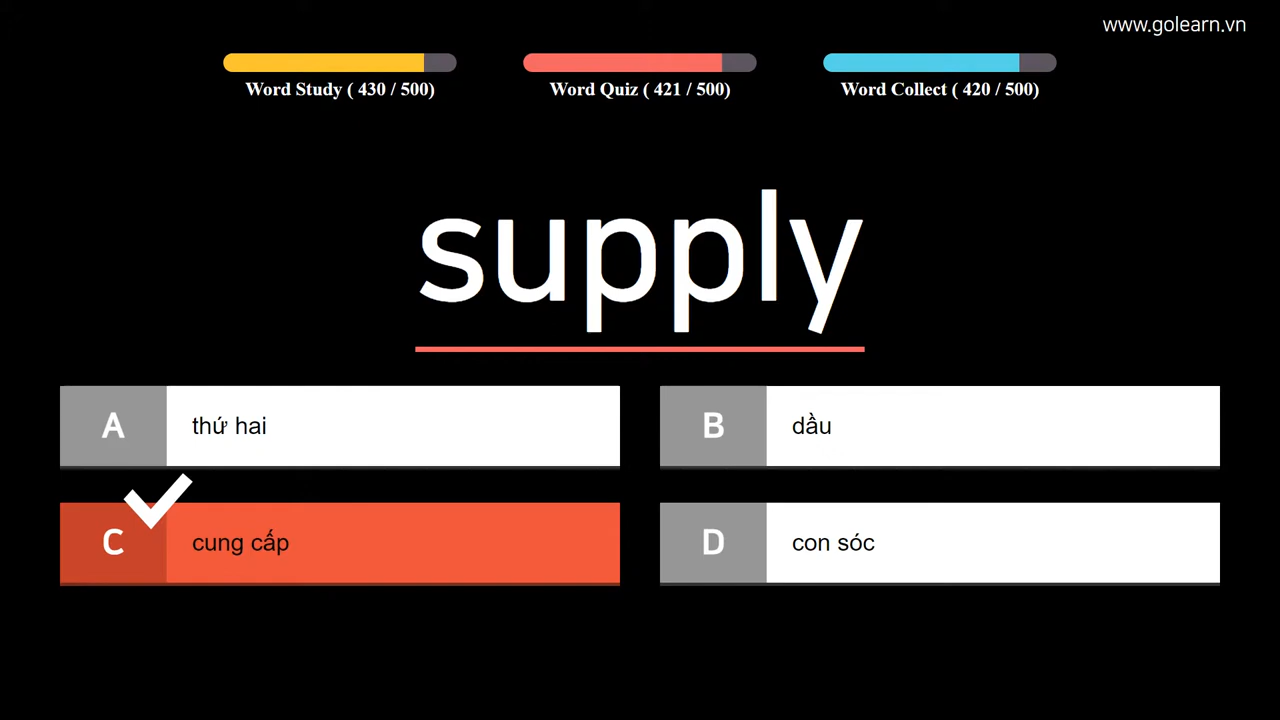 www.golearn.vn
Word Study ( 430 / 500)
Word Quiz ( 421 / 500)
Word Collect ( 420 / 500)
supply
A thứ hai
B dầu
C cung cấp
D con sóc